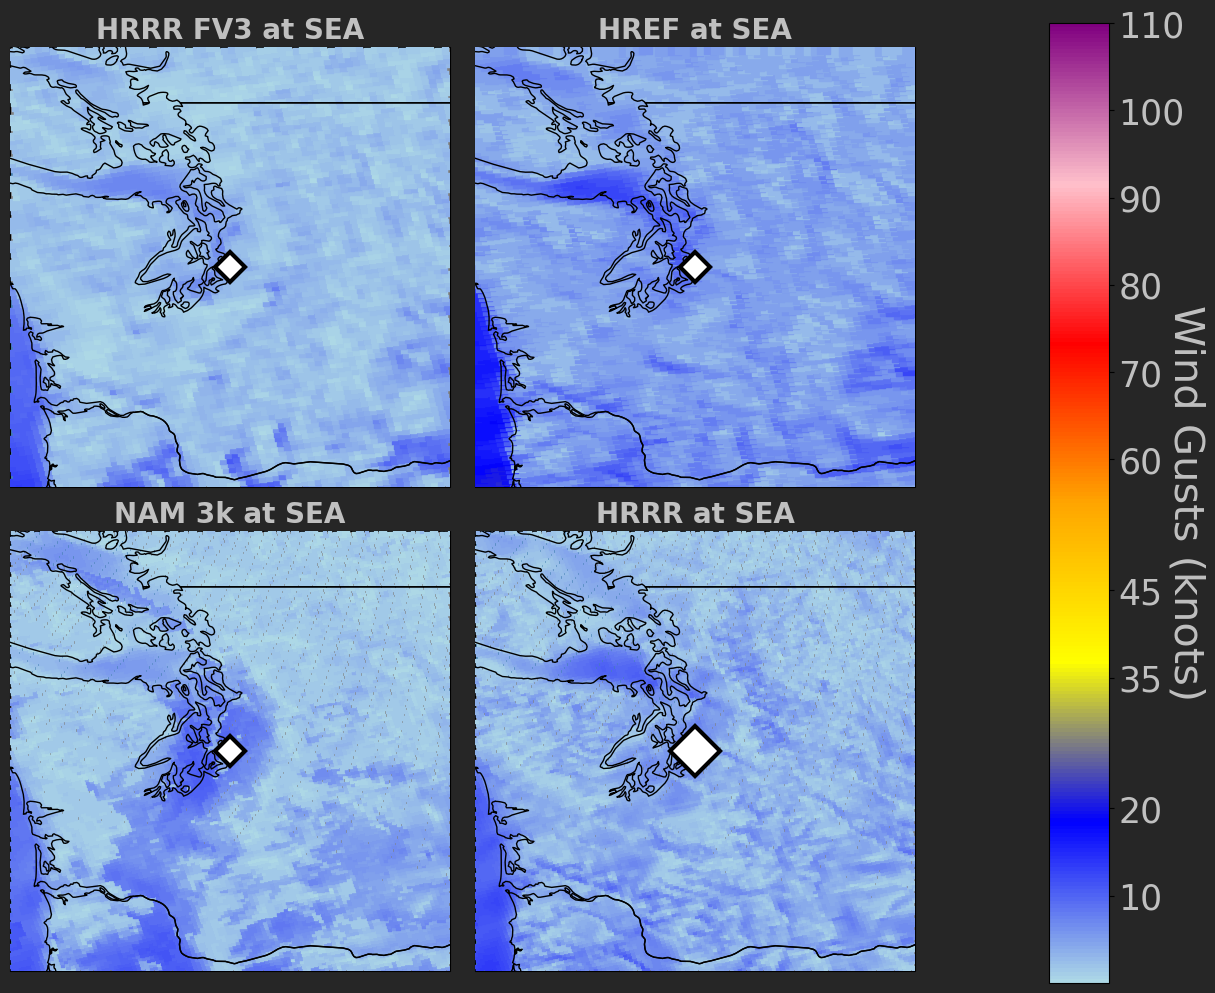 HRRR FV3 at SEA
HREF at SEA
NAM 3k at SEA
HRRR at SEA
110
100
90
80
70
60
45
35
20
10
Wind Gusts (knots)